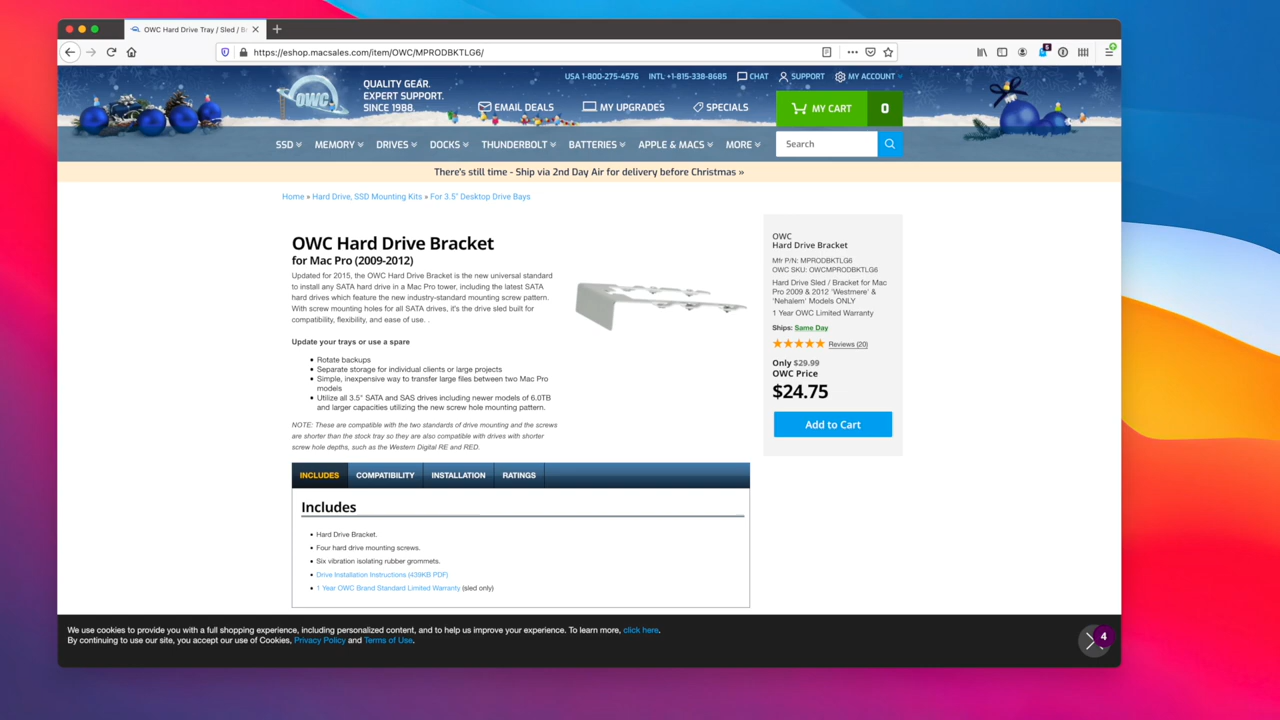 OWC Hard Drive Tray / Sled / Br
https://eshop.macsales.com/item/OWC/MPRODBKTLG6/
8
USA 1-800-275-4576 INTL +1-815-338-8685 CHAT SUPPORT MY ACCOUNT
OWC
QUALITY GEAR.
EXPERT SUPPORT.
SINCE 1988.
EMAIL DEALS MY UPGRADES SPECIALS
MY CART 0
SSD MEMORY DRIVES DOCKS THUNDERBOLT BATTERIES APPLE & MACS MORE
Search
There's still time - Ship via 2nd Day Air for delivery before Christmas »
Home » Hard Drive, SSD Mounting Kits » For 3.5" Desktop Drive Bays
OWC Hard Drive Bracket
for Mac Pro (2009-2012)
Updated for 2015, the OWC Hard Drive Bracket is the new universal standard
to install any SATA hard drive in a Mac Pro tower, including the latest SATA
hard drives which feature the new industry-standard mounting screw pattern.
With screw mounting holes for all SATA drives, it's the drive sled built for
compatibility, flexibility, and ease of use. .
Update your trays or use a spare
• Rotate backups
• Separate storage for individual clients or large projects
• Simple, inexpensive way to transfer large files between two Mac Pro
models
• Utilize all 3.5" SATA and SAS drives including newer models of 6.0TB
and larger capacities utilizing the new screw hole mounting pattern.
NOTE: These are compatible with the two standards of drive mounting and the screws
are shorter than the stock tray so they are also compatible with drives with shorter
screw hole depths, such as the Western Digital RE and RED.
OWC
Hard Drive Bracket
Mfr P/N: MPRODBKTLG6
OWC SKU: OWCMPRODBKTLG6
Hard Drive Sled / Bracket for Mac
Pro 2009 & 2012 'Westmere' &
'Nehalem' Models ONLY
1 Year OWC Limited Warranty
Ships: Same Day
Reviews (20)
Only $29.99
OWC Price
$24.75
Add to Cart
INCLUDES COMPATIBILITY INSTALLATION RATINGS
Includes
• Hard Drive Bracket.
• Four hard drive mounting screws.
• Six vibration isolating rubber grommets.
• Drive Installation Instructions (439KB PDF)
• 1 Year OWC Brand Standard Limited Warranty (sled only)
We use cookies to provide you with a full shopping experience, including personalized content, and to help us improve your experience. To learn more, click here.
By continuing to use our site, you accept our use of Cookies, Privacy Policy and Terms of Use.
4